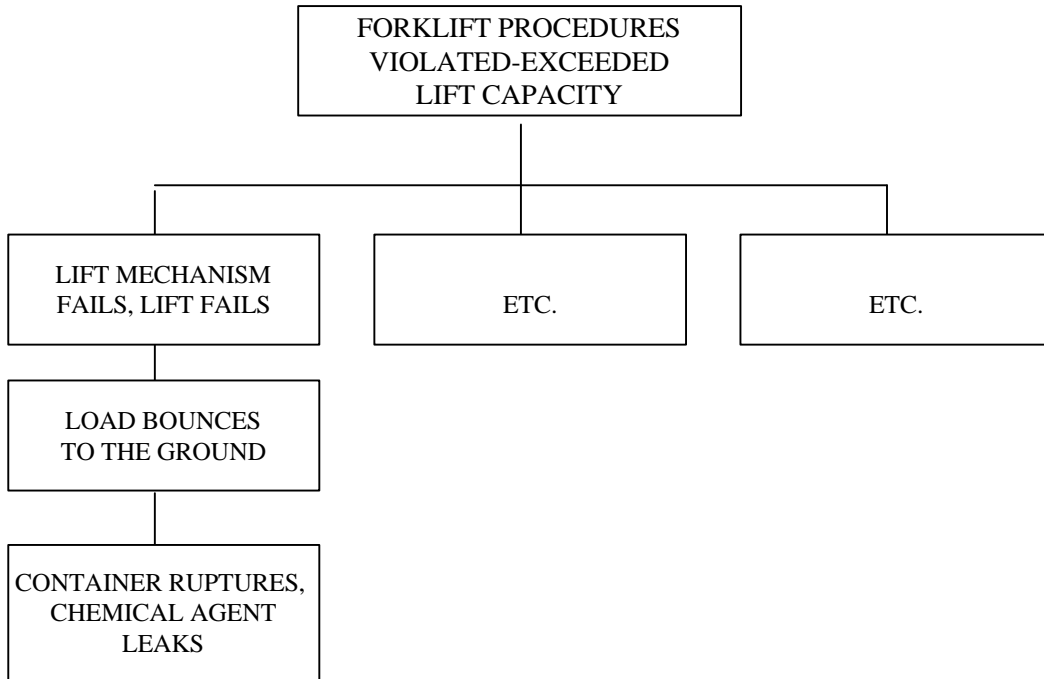 FORKLIFT PROCEDURES
VIOLATED-EXCEEDED
LIFT CAPACITY
LIFT MECHANISM
FAILS, LIFT FAILS
ETC.
ETC.
LOAD BOUNCES
TO THE GROUND
CONTAINER RUPTURES,
CHEMICAL AGENT
LEAKS